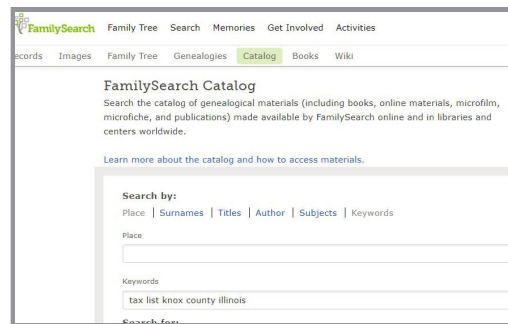 FamilySearch Family Tree Search Memories Get Involved Activities
ecords Images Family Tree Genealogies Catalog Books Wiki
FamilySearch Catalog
Search the catalog of genealogical materials (including books, online materials, microfilm,
microfiche, and publications) made available by FamilySearch online and in libraries and
centers worldwide.
Learn more about the catalog and how to access materials.
Search by:
Place | Surnames | Titles | Author | Subjects | Keywords
Place
Keywords
tax list knox county illinois
Search for: